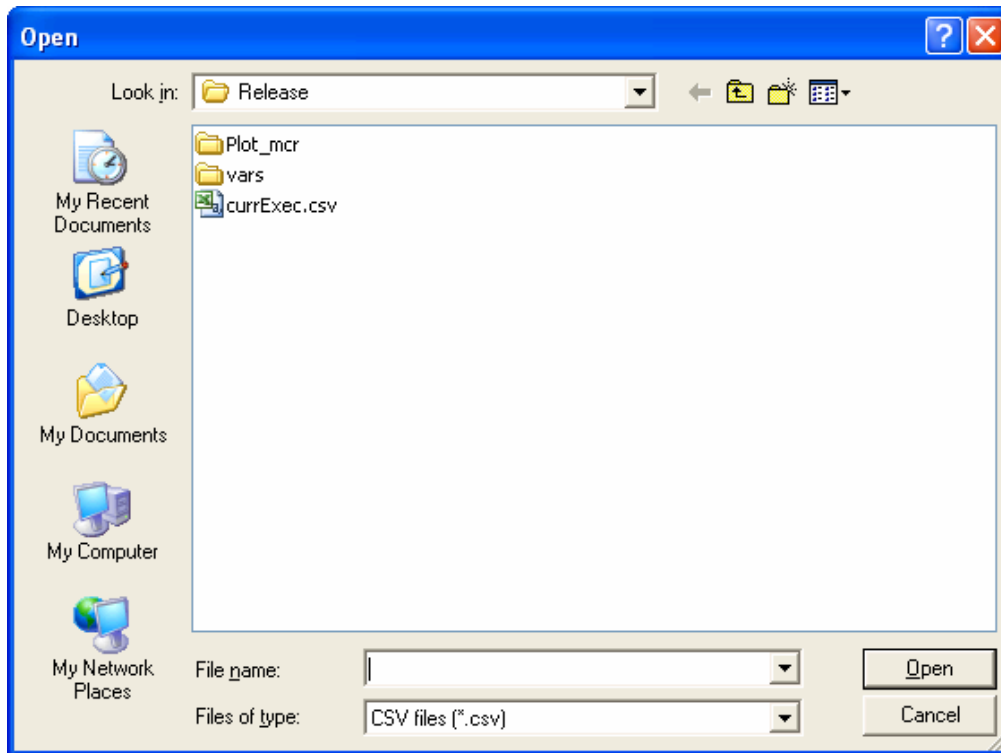 Open
Look in: Release
Plot_mcr
vars
currExec.csv
My Recent
Documents
Desktop
My Documents
My Computer
My Network
Places
File name:
Open
Files of type: CSV files (*.csv)
Cancel